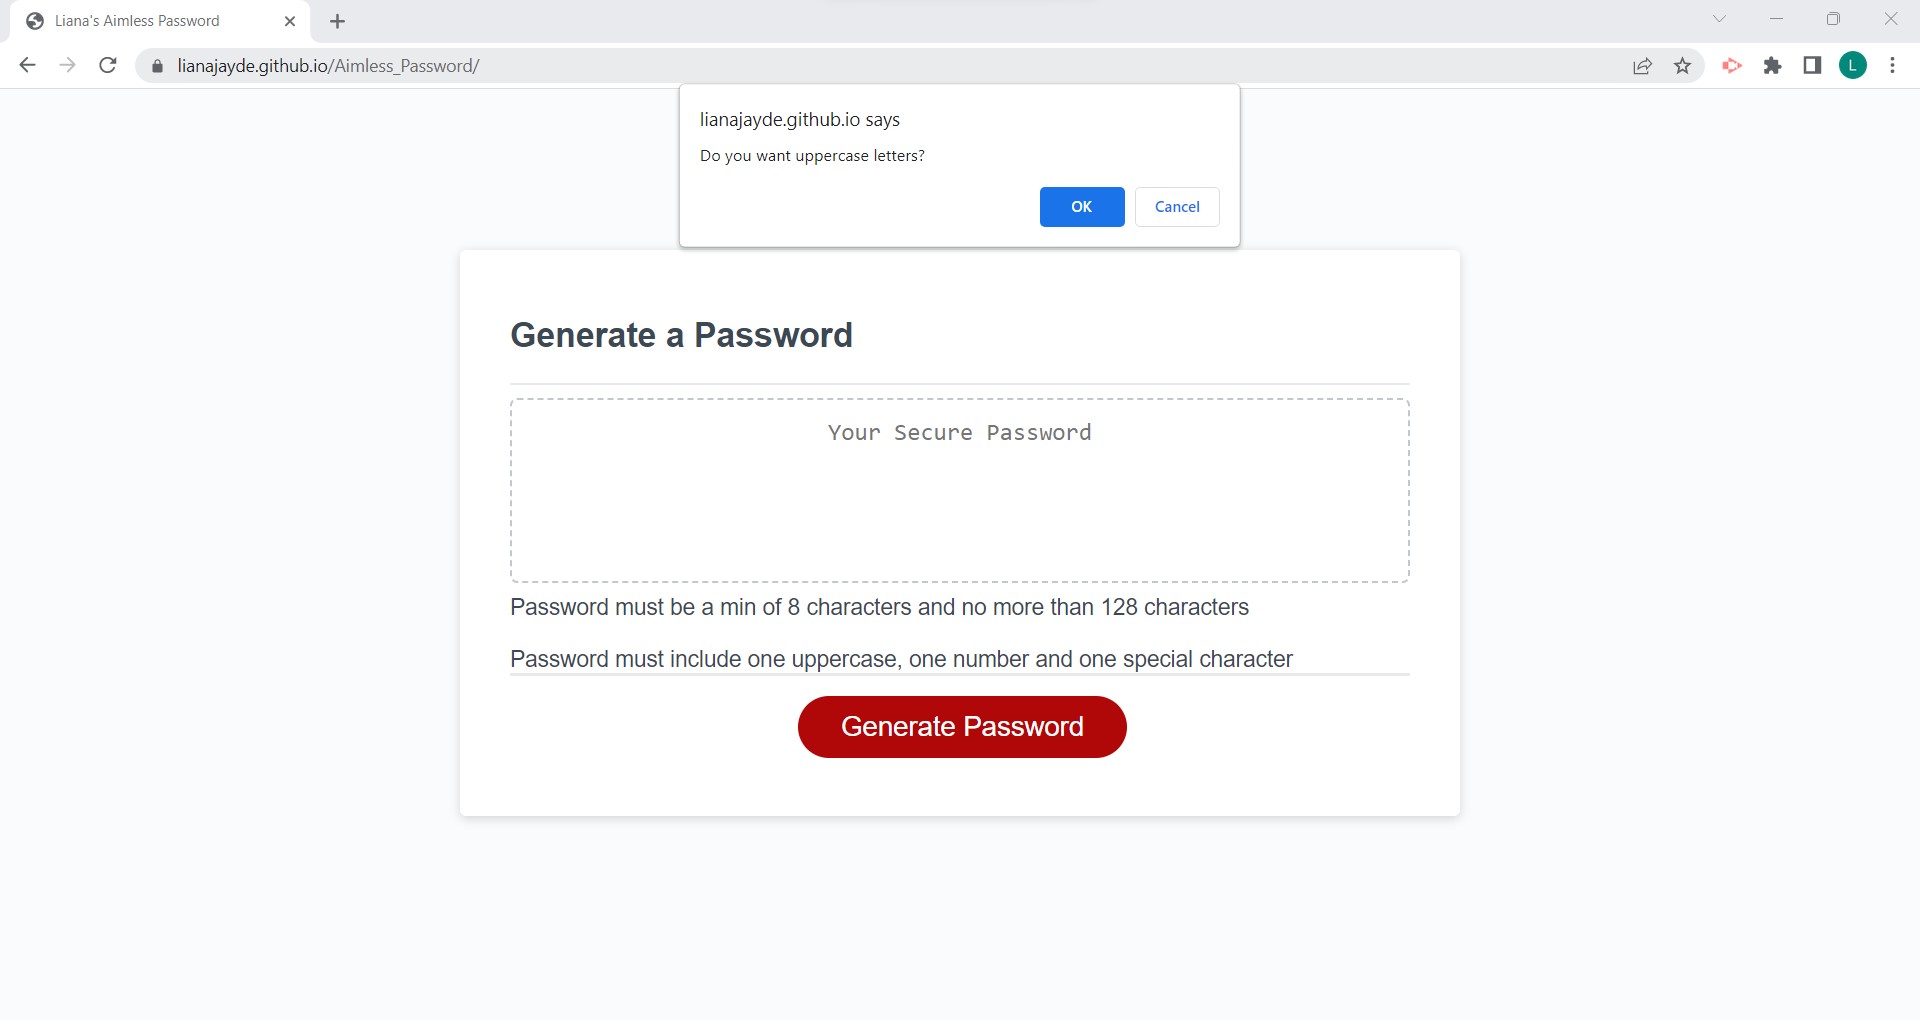 Liana's Aimless Password
lianajayde.github.io/Aimless_Password/
L
lianajayde.github.io says
Do you want uppercase letters?
OK
Cancel
Generate a Password
Your Secure Password
Password must be a min of 8 characters and no more than 128 characters
Password must include one uppercase, one number and one special character
Generate Password